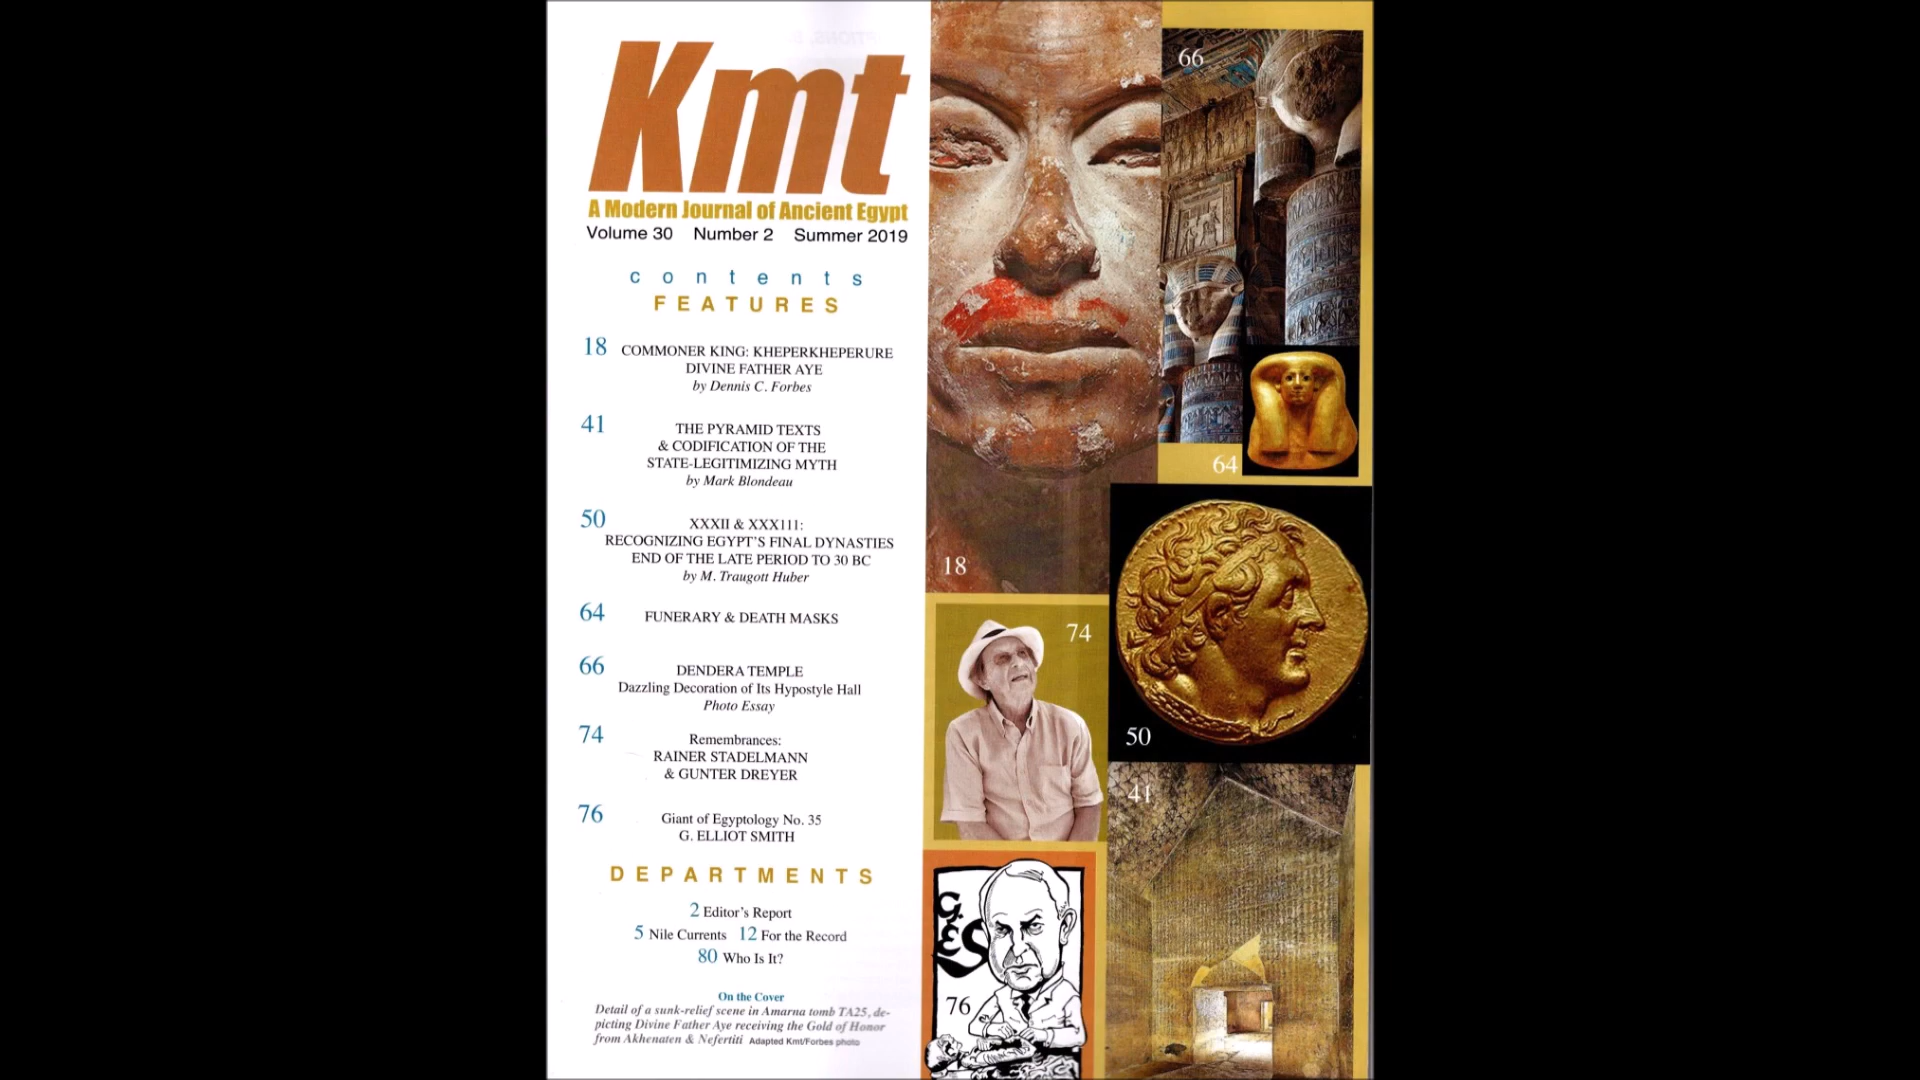 Kmt
A Modern Journal of Ancient Egypt
Volume 30 Number 2 Summer 2019
contents
FEATURES
18 COMMONER KING: KHEPERKHEPERURE
DIVINE FATHER AYE
by Dennis C. Forbes
41 THE PYRAMID TEXTS
& CODIFICATION OF THE
STATE-LEGITIMIZING MYTH
by Mark Blondeau
50 XXXII & XXX111:
RECOGNIZING EGYPT'S FINAL DYNASTIES
END OF THE LATE PERIOD TO 30 BC
by M. Traugott Huber
64 FUNERARY & DEATH MASKS
66 DENDERA TEMPLE
Dazzling Decoration of Its Hypostyle Hall
Photo Essay
74 Remembrances:
RAINER STADELMANN
& GUNTER DREYER
76 Giant of Egyptology No. 35
G. ELLIOT SMITH
DEPARTMENTS
2 Editor's Report
5 Nile Currents 12 For the Record
80 Who Is It?
On the Cover
Detail of a sunk-relief scene in Amarna tomb TA25, de-
picting Divine Father Aye receiving the Gold of Honor
from Akhenaten & Nefertiti Adapted Kmt/Forbes photo
66
64
18
74
50
41
G.
E
S
76